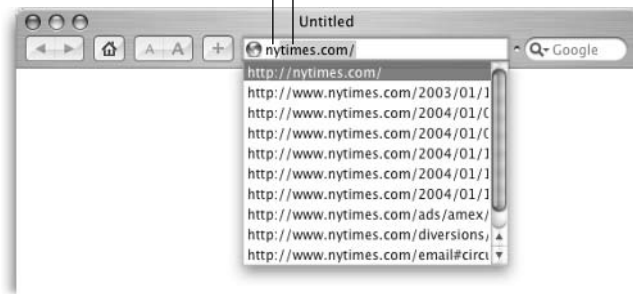 Untitled
A A + nytimes.com/ Google
http://nytimes.com/
http://www.nytimes.com/2003/01/1
http://www.nytimes.com/2004/01/0
http://www.nytimes.com/2004/01/0
http://www.nytimes.com/2004/01/1
http://www.nytimes.com/2004/01/1
http://www.nytimes.com/2004/01/1
http://www.nytimes.com/ads/amex/
http://www.nytimes.com/diversions/
http://www.nytimes.com/email#circu